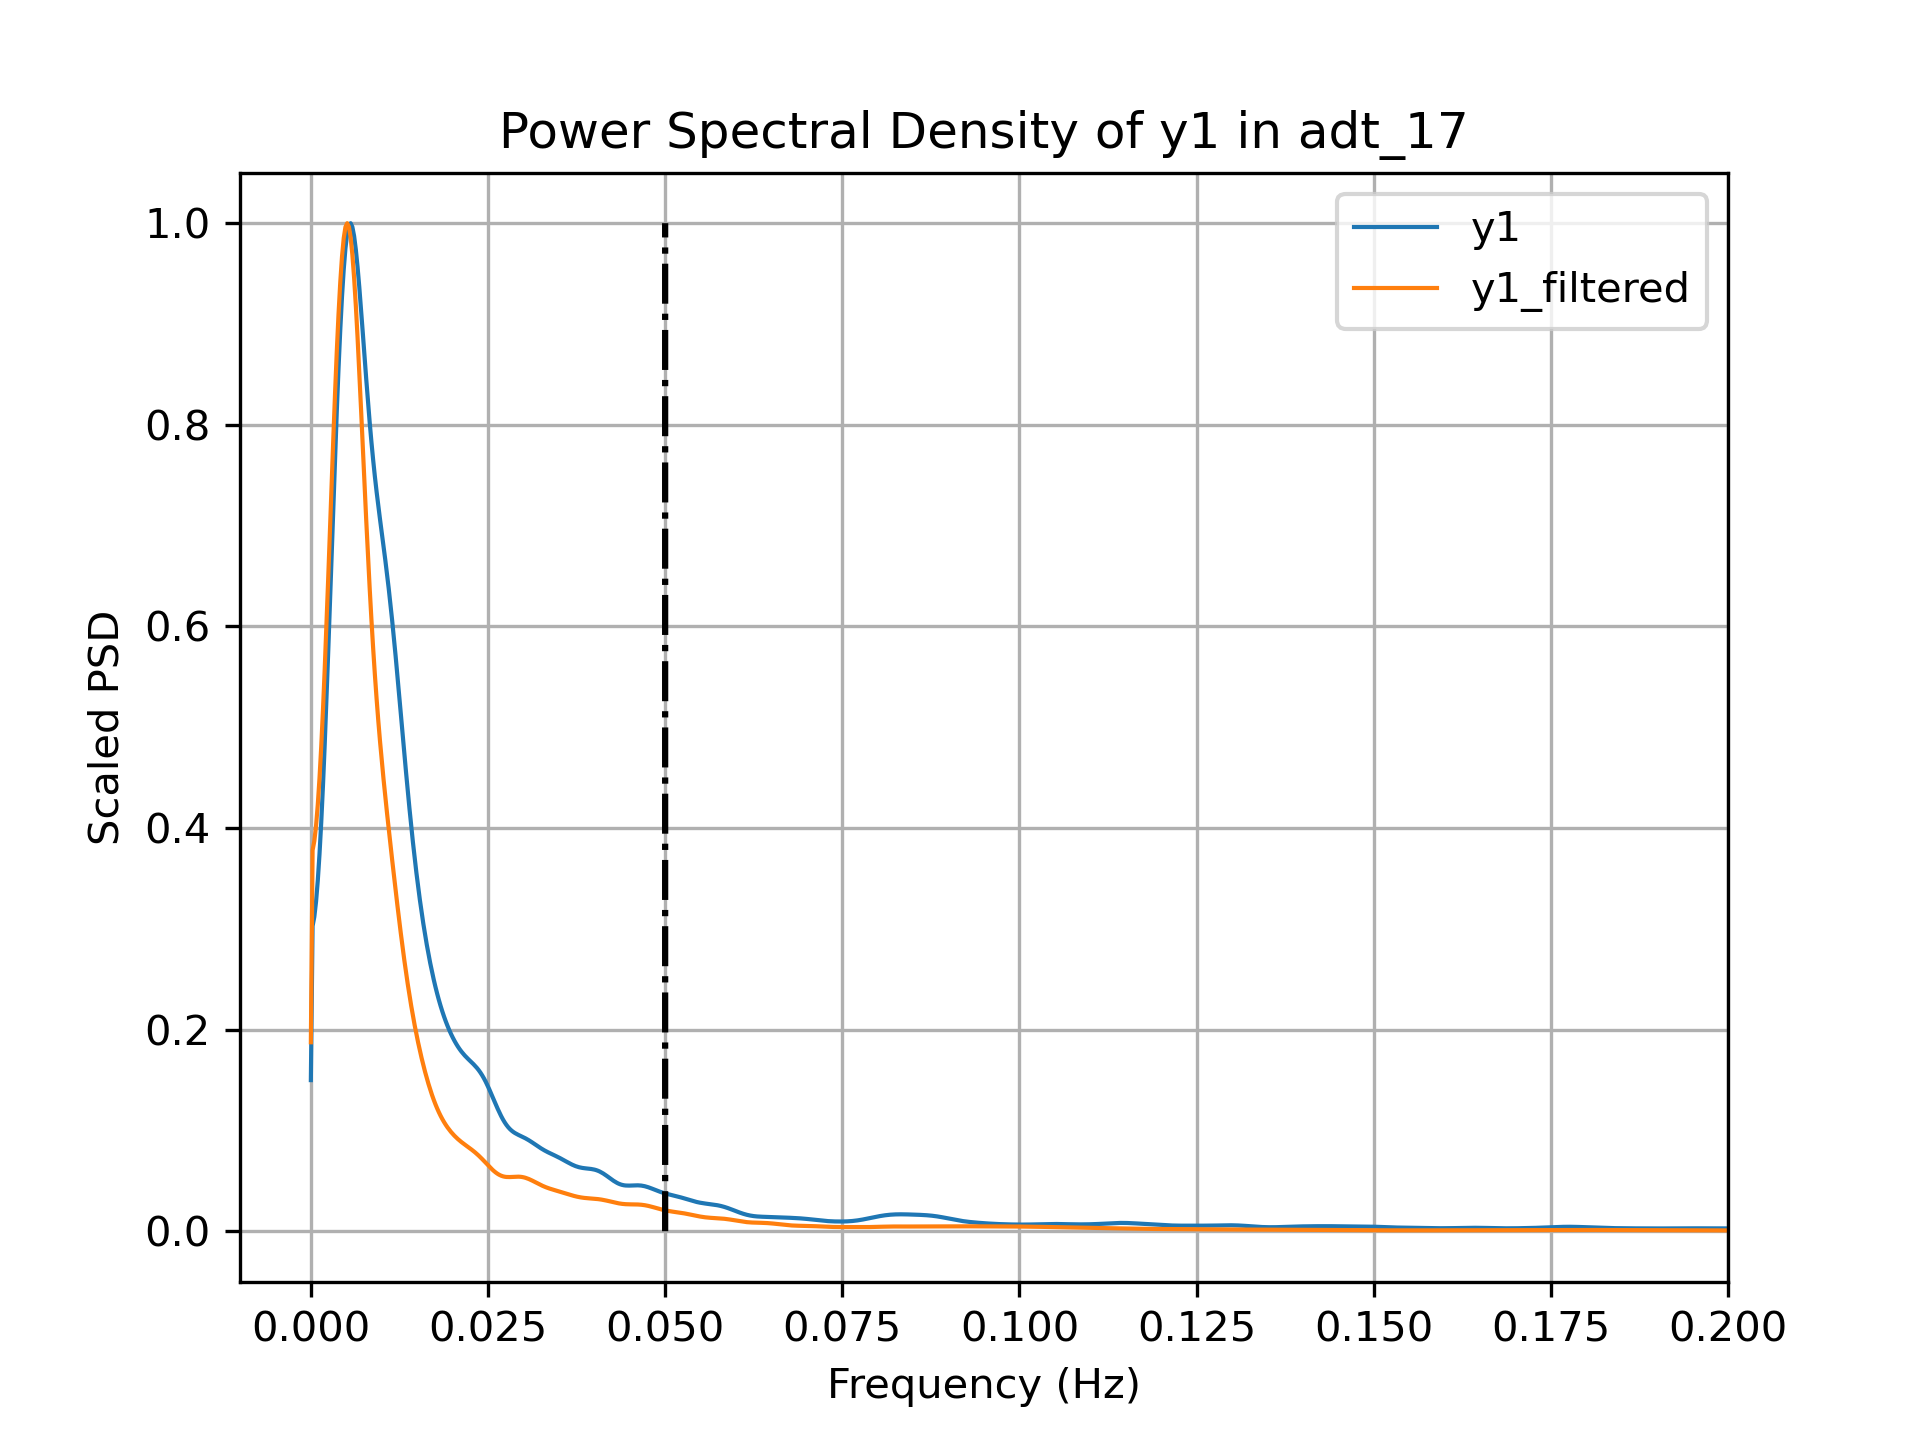 Power Spectral Density of y1 in adt_17
y1
y1_filtered
Scaled PSD
1.0
0.8
0.6
0.4
0.2
0.0
0.000 0.025 0.050 0.075 0.100 0.125 0.150 0.175 0.200
Frequency (Hz)